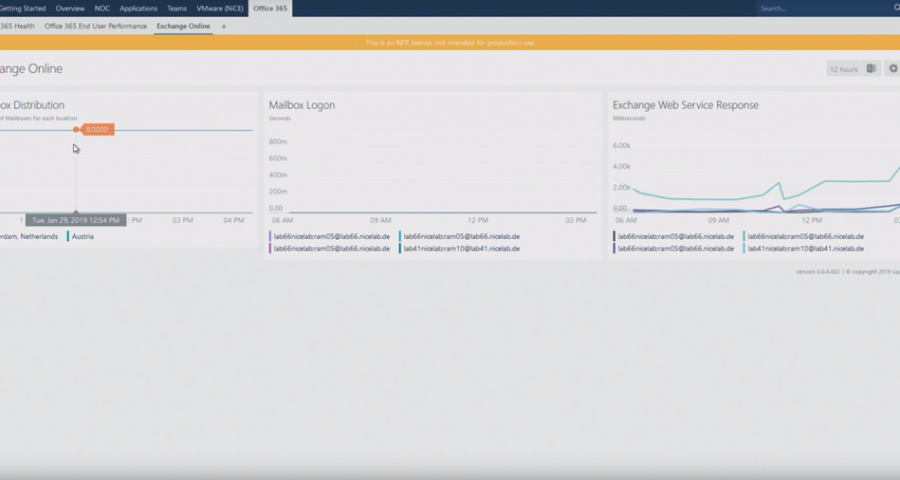 Getting Started Overview NOC Applications Teams VMware (NiCE) Office 365 Search...
365 Health Office 365 End User Performance Exchange Online +
This is an NFR license, not intended for production use.
ange Online
12 hours
ox Distribution
of Mailboxes for each location
8.0000
Tue, Jan 29, 2019 12:54 PM
1 PM 03 PM 04 PM
rdam, Netherlands Austria
Mailbox Logon
Seconds
800m
600m
400m
200m
0.00
06 AM 09 AM 12 PM 03 PM
lab66nicelab:ram05@lab66.nicelab.de lab66nicelab:ram05@lab66.nicelab.de
lab66nicelab:ram05@lab66.nicelab.de lab41nicelab:ram10@lab41.nicelab.de
Exchange Web Service Response
Milliseconds
6.00k
4.00k
2.00k
0.00
06 AM 09 AM 12 PM 03
lab66nicelab:ram05@lab66.nicelab.de lab66nicelab:ram05@lab66.nicelab.de
lab66nicelab:ram05@lab66.nicelab.de lab41nicelab:ram10@lab41.nicelab.de
version 4.0.4.422 | © copyright 2019 squ